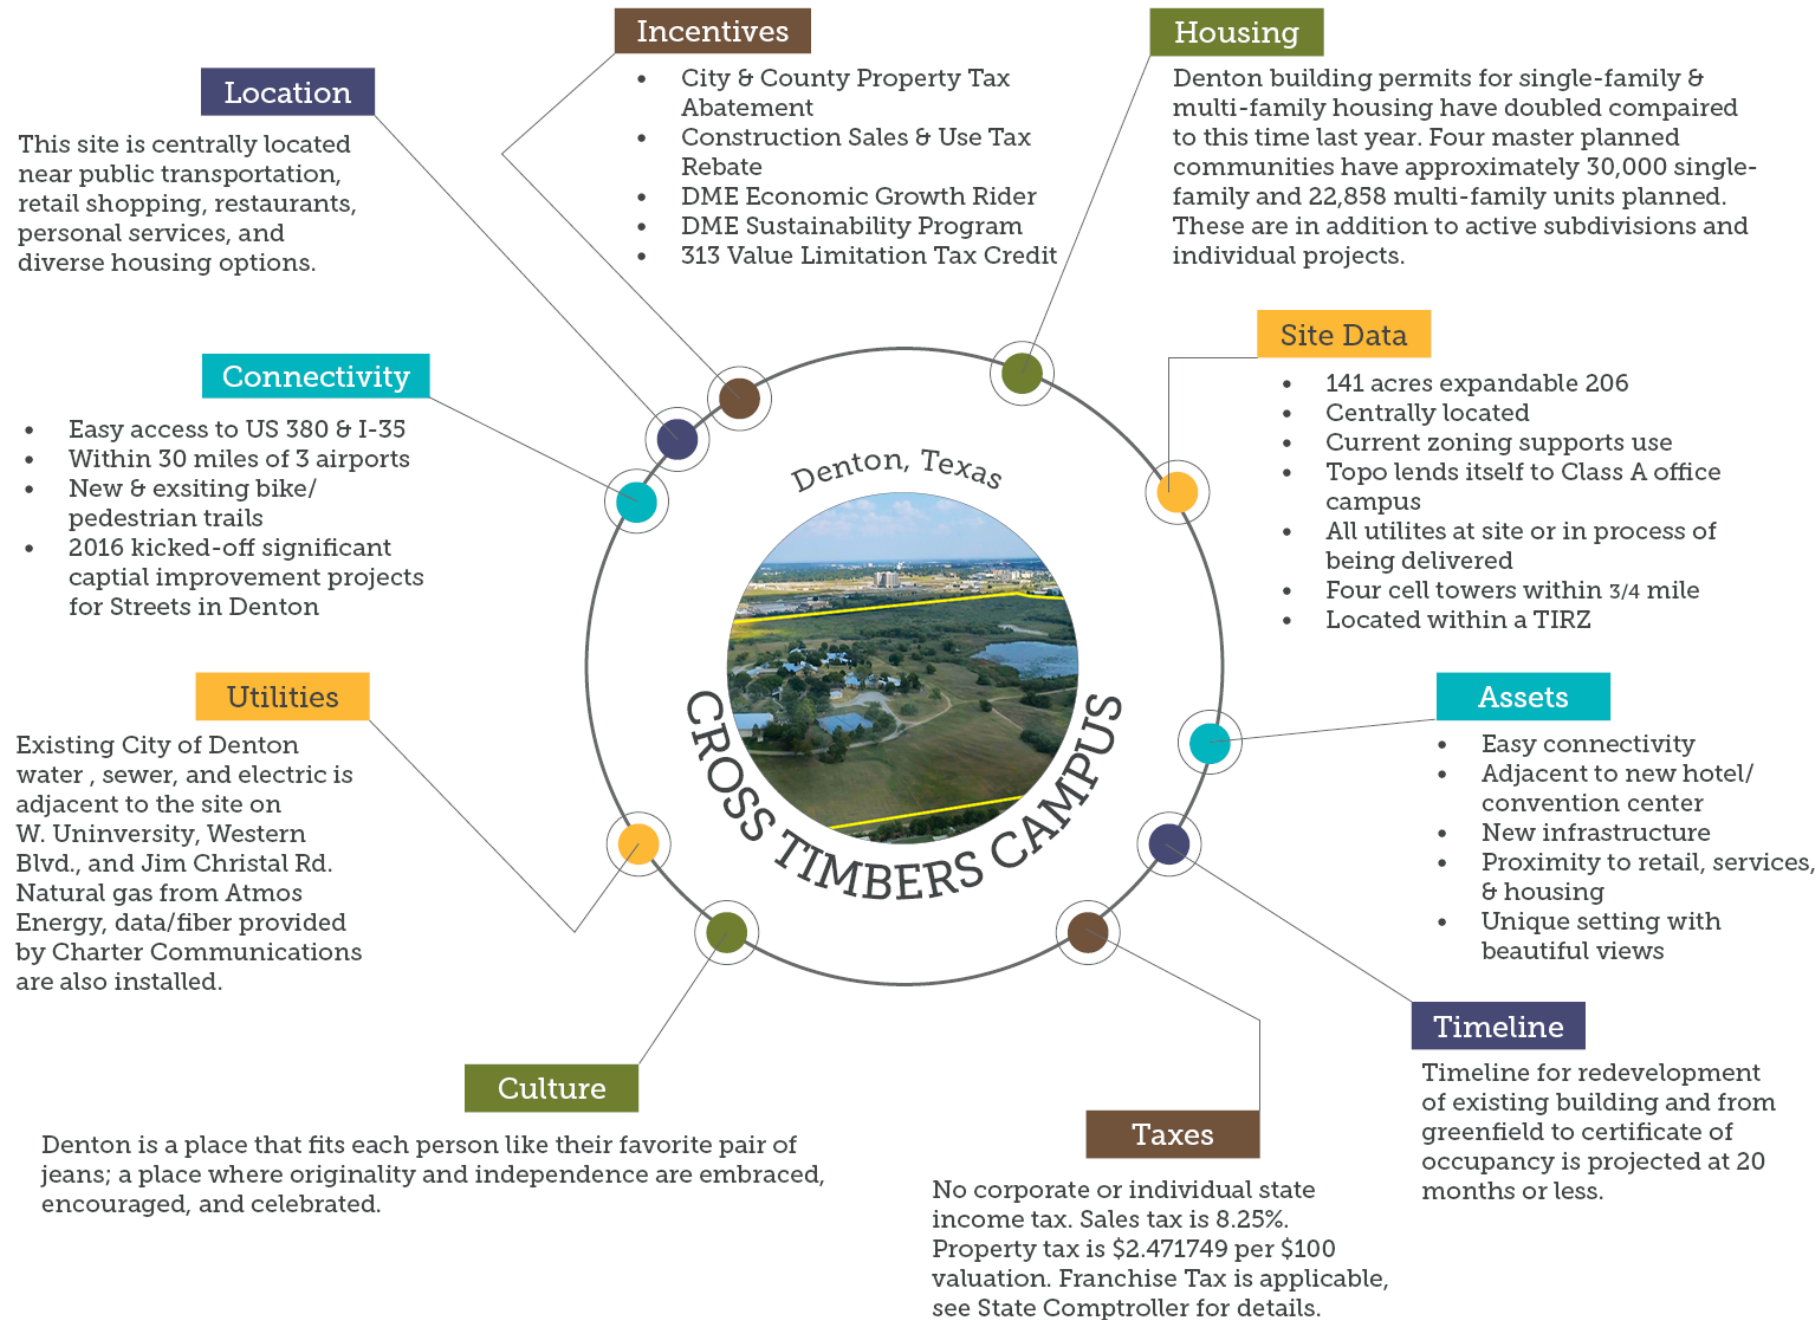 Incentives
• City & County Property Tax
Abatement
• Construction Sales & Use Tax
Rebate
• DME Economic Growth Rider
• DME Sustainability Program
• 313 Value Limitation Tax Credit
Housing
Denton building permits for single-family &
multi-family housing have doubled compaired
to this time last year. Four master planned
communities have approximately 30,000 single-
family and 22,858 multi-family units planned.
These are in addition to active subdivisions and
individual projects.
Location
This site is centrally located
near public transportation,
retail shopping, restaurants,
personal services, and
diverse housing options.
Site Data
• 141 acres expandable 206
• Centrally located
• Current zoning supports use
• Topo lends itself to Class A office
campus
• All utilites at site or in process of
being delivered
• Four cell towers within 3/4 mile
• Located within a TIRZ
Connectivity
• Easy access to US 380 & I-35
• Within 30 miles of 3 airports
• New & exsiting bike/
pedestrian trails
• 2016 kicked-off significant
captial improvement projects
for Streets in Denton
Denton, Texas
CROSS TIMBERS CAMPUS
Utilities
Existing City of Denton
water , sewer, and electric is
adjacent to the site on
W. Uninversity, Western
Blvd., and Jim Christal Rd.
Natural gas from Atmos
Energy, data/fiber provided
by Charter Communications
are also installed.
Assets
• Easy connectivity
• Adjacent to new hotel/
convention center
• New infrastructure
• Proximity to retail, services,
& housing
• Unique setting with
beautiful views
Timeline
Timeline for redevelopment
of existing building and from
greenfield to certificate of
occupancy is projected at 20
months or less.
Culture
Denton is a place that fits each person like their favorite pair of
jeans; a place where originality and independence are embraced,
encouraged, and celebrated.
Taxes
No corporate or individual state
income tax. Sales tax is 8.25%.
Property tax is $2.471749 per $100
valuation. Franchise Tax is applicable,
see State Comptroller for details.